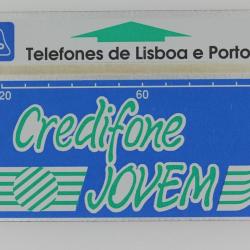 Telefones de Lisboa e Porto
20 60
Credifone
JOVEM